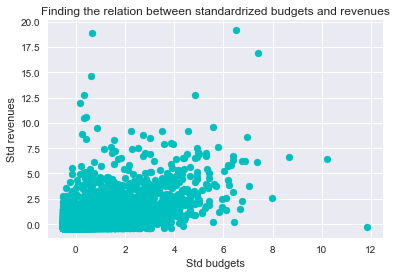 Finding the relation between standardrized budgets and revenues
20.0
17.5
15.0
12.5
10.0
7.5
5.0
2.5
0.0
Std revenues
0 2 4 6 8 10 12
Std budgets